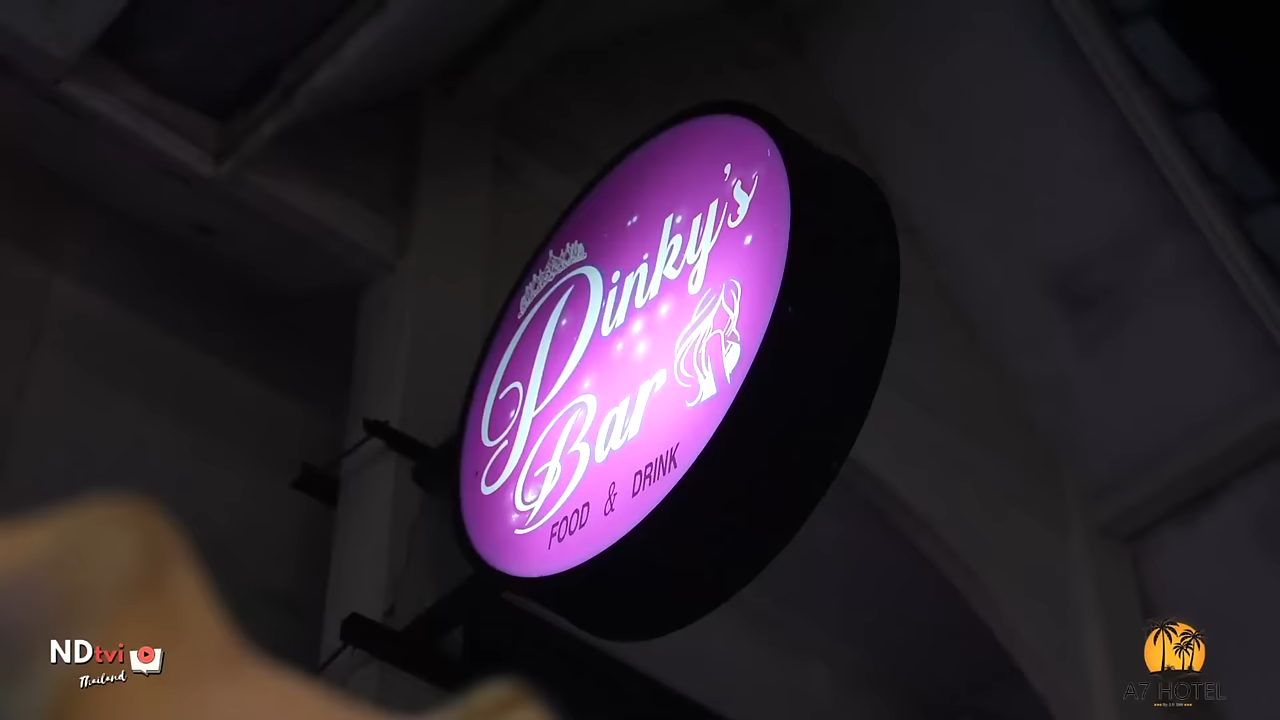 Pinky's
Bar
FOOD & DRINK
NDtvi
Thailand
A7 HOTEL